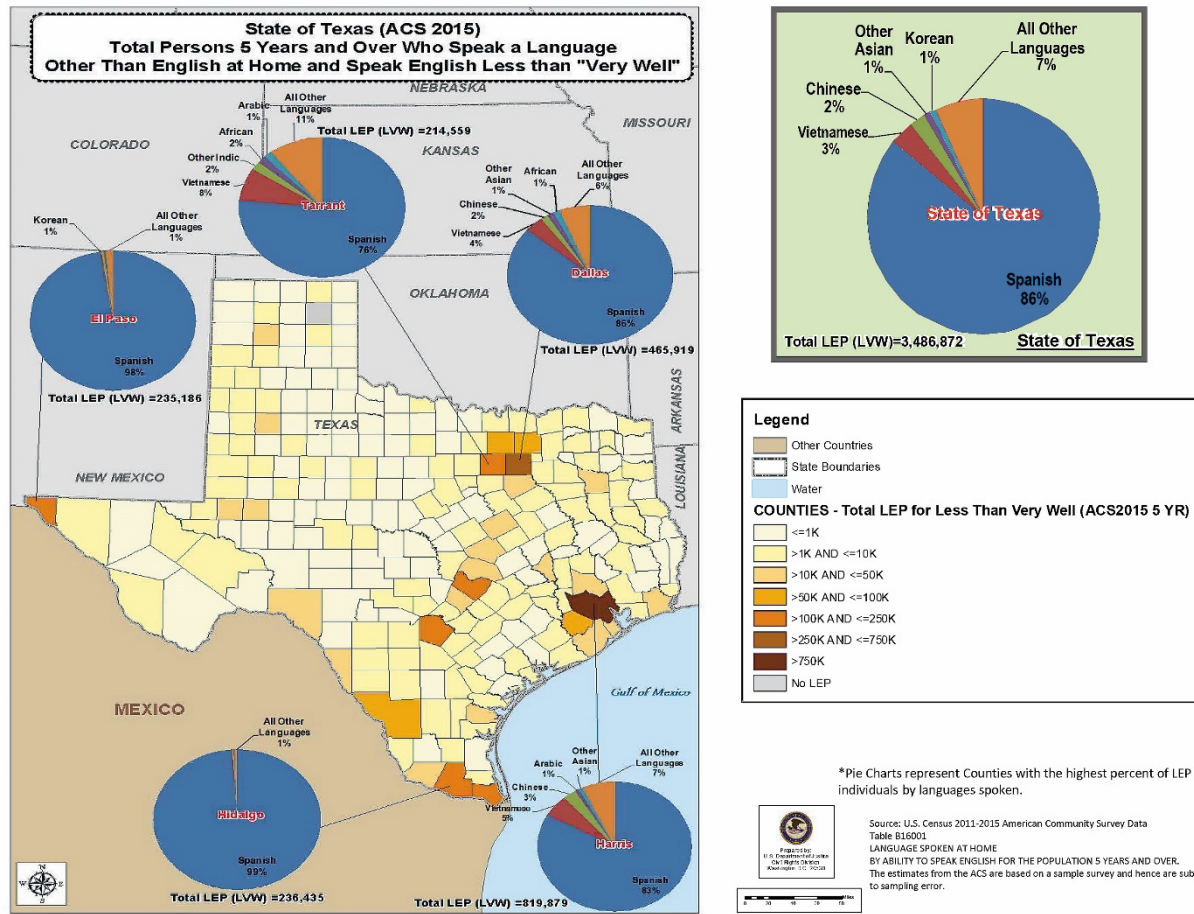 State of Texas (ACS 2015)
Total Persons 5 Years and Over Who Speak a Language
Other Than English at Home and Speak English Less than "Very Well"
NEBRASKA
MISSOURI
COLORADO
KANSAS
OKLAHOMA
ARKANSAS
LOUISIANA
NEW MEXICO
TEXAS
MEXICO
Gulf of Mexico
Arabic
1%
All Other
Languages
11%
African
2%
Other Indic
2%
Vietnamese
8%
Total LEP (LVW) =214,559
Tarrant
Spanish
76%
Other
Asian
1%
African
1%
All Other
Languages
6%
Chinese
2%
Vietnamese
4%
Dallas
Spanish
86%
Total LEP (LVW) =465,919
Korean
1%
All Other
Languages
1%
El Paso
Spanish
98%
Total LEP (LVW) =235,186
All Other
Languages
1%
Hidalgo
Spanish
99%
Total LEP (LVW) =236,435
Arabic
1%
Other
Asian
1%
All Other
Languages
7%
Chinese
3%
Vietnamese
5%
Harris
Spanish
83%
Total LEP (LVW) =819,879
N
W
E
S
Other
Asian
1%
Korean
1%
All Other
Languages
7%
Chinese
2%
Vietnamese
3%
State of Texas
Spanish
86%
Total LEP (LVW)=3,486,872
State of Texas
Legend
Other Countries
State Boundaries
Water
COUNTIES - Total LEP for Less Than Very Well (ACS2015 5 YR)
<=1K
>1K AND <=10K
>10K AND <=50K
>50K AND <=100K
>100K AND <=250K
>250K AND <=750K
>750K
No LEP
*Pie Charts represent Counties with the highest percent of LEP
individuals by languages spoken.
Prepared by:
U.S. Department of Justice
Civil Rights Division
Washington D.C.
Source: U.S. Census 2011-2015 American Community Survey Data
Table B16001
LANGUAGE SPOKEN AT HOME
BY ABILITY TO SPEAK ENGLISH FOR THE POPULATION 5 YEARS AND OVER.
The estimates from the ACS are based on a sample survey and hence are sub
to sampling error.
Miles